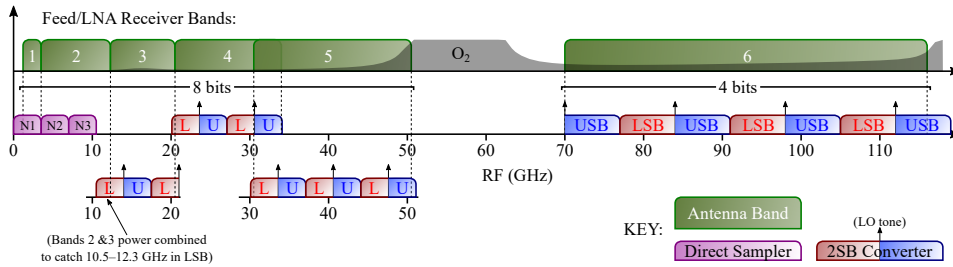 Feed/LNA Receiver Bands:
1 2 3 4 5 O₂ 6
8 bits 4 bits
N1 N2 N3 L U L U USB LSB USB LSB USB LSB USB
0 10 20 30 40 50 60 70 80 90 100 110
RF (GHz)
L U L L U L U L U
10 20 30 40 50
(Bands 2 &3 power combined
to catch 10.5–12.3 GHz in LSB)
KEY:
Antenna Band
(LO tone)
Direct Sampler 2SB Converter